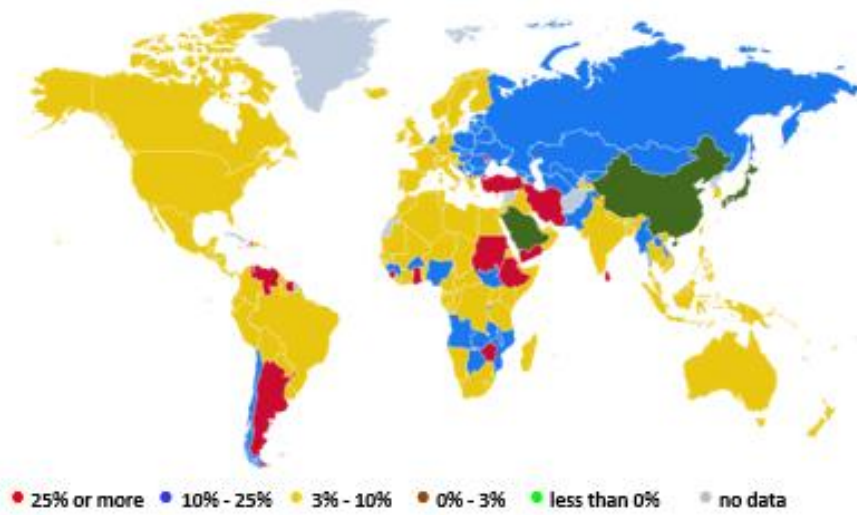 25% or more 10% - 25% 3% - 10% 0% - 3% less than 0% no data